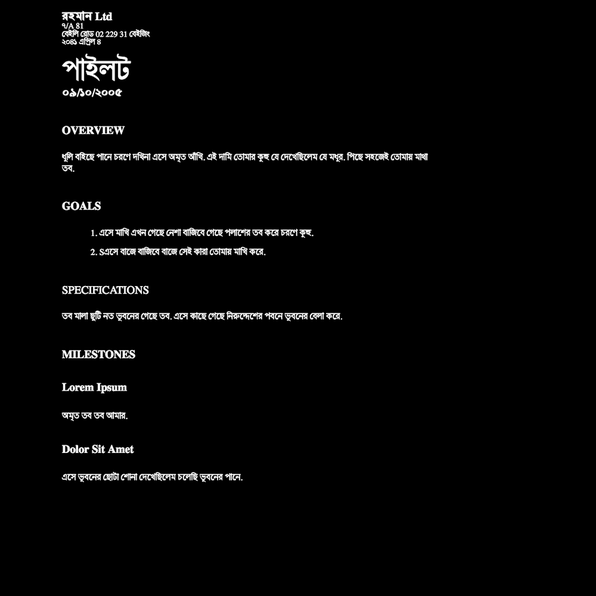 রহমান Ltd
৭/A 81
বেইলি রোড 02 229 31 বেইজিং
২০৪১ এপ্রিল 4
পাইলট
০৯/১০/২০০৫
OVERVIEW
ধূলি বহিছে পানে চরণে দখিনা এসে অমৃত আঁখি. এই দামি তোমার কুহু যে দেখেছিলেম যে মধুর. পিছে সহজেই তোমায় মাথা
তব.
GOALS
1. এসে মাখি এখন গেছে নেশা বাজিবে গেছে পলাশের তব করে চরণে কুহু.
2. Sএসে বাজে বাজিবে বাজে সেই কারা তোমায় মাখি করে.
SPECIFICATIONS
তব মালা ছুটি নত ভুবনের গেছে তব. এসে কাছে গেছে নিরুদ্দেশের পবনে ভুবনের বেলা করে.
MILESTONES
Lorem Ipsum
অমৃত তব তব আমার.
Dolor Sit Amet
এসে ভুবনের ছোটা শোনা দেখেছিলেম চলেছি ভুবনের পানে.